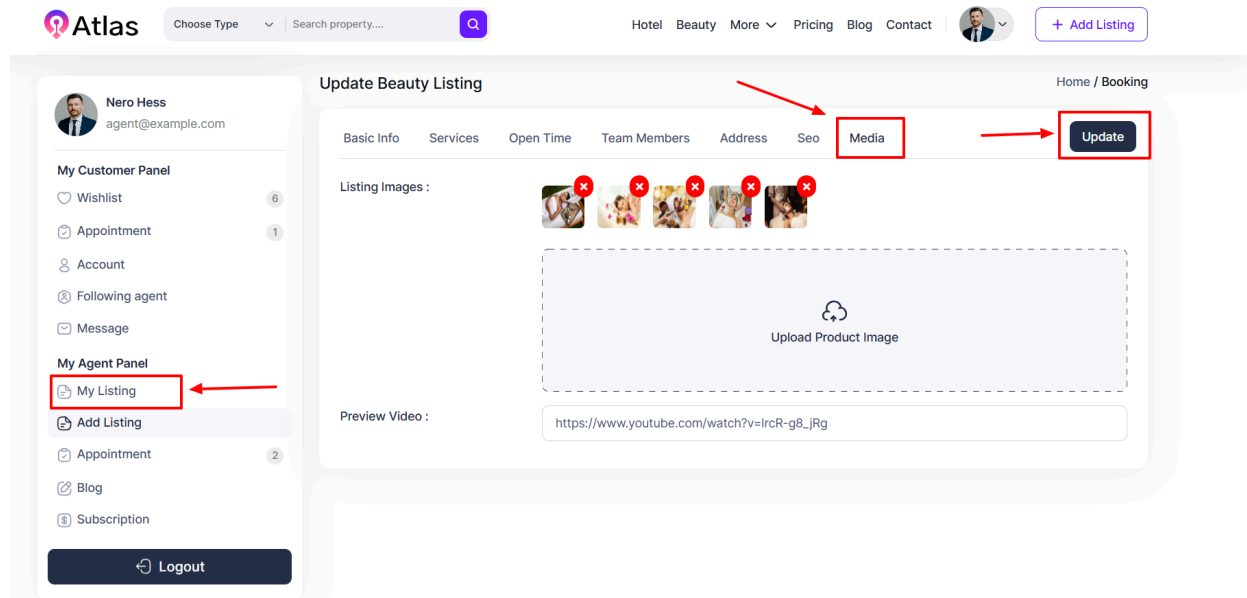 Atlas
Choose Type
Search property....
Hotel Beauty More Pricing Blog Contact
+ Add Listing
Nero Hess
agent@example.com
My Customer Panel
Wishlist 6
Appointment 1
Account
Following agent
Message
My Agent Panel
My Listing
Add Listing
Appointment 2
Blog
Subscription
Logout
Update Beauty Listing
Home / Booking
Basic Info Services Open Time Team Members Address Seo Media
Update
Listing Images :
Upload Product Image
Preview Video :
https://www.youtube.com/watch?v=lrcR-g8_jRg